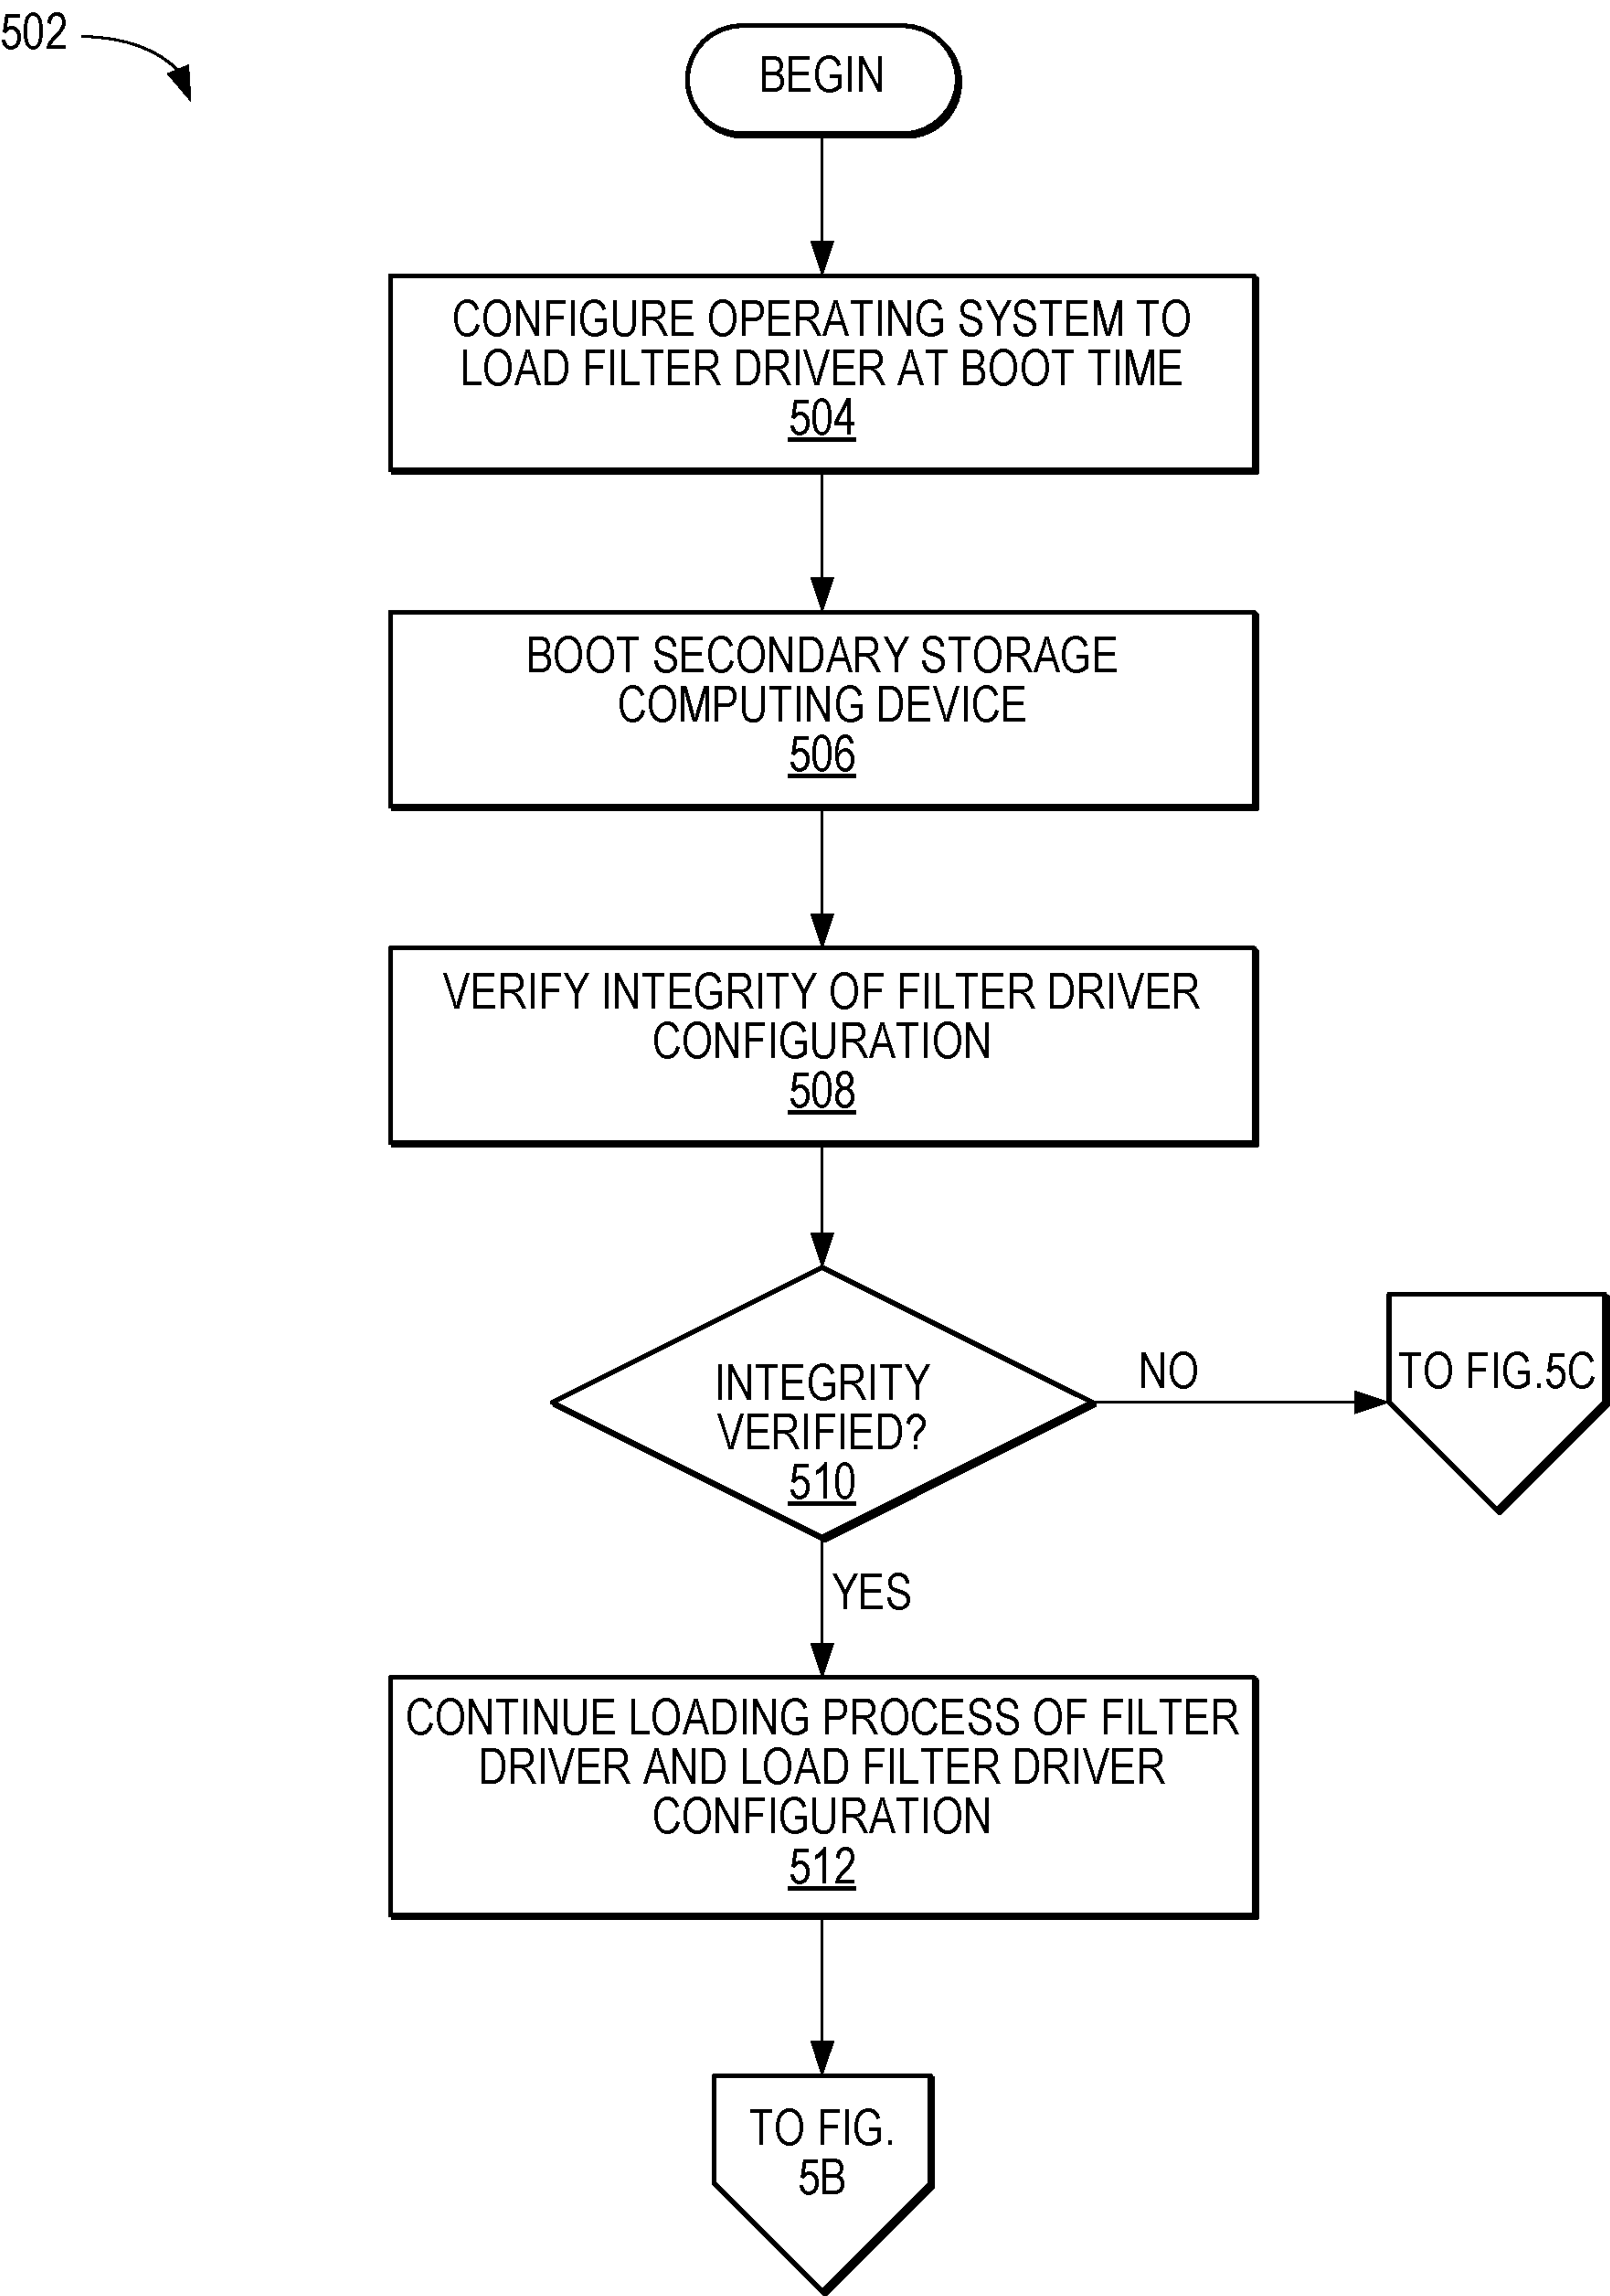 502
BEGIN
CONFIGURE OPERATING SYSTEM TO
LOAD FILTER DRIVER AT BOOT TIME
504
BOOT SECONDARY STORAGE
COMPUTING DEVICE
506
VERIFY INTEGRITY OF FILTER DRIVER
CONFIGURATION
508
INTEGRITY
VERIFIED?
510
NO
TO FIG.5C
YES
CONTINUE LOADING PROCESS OF FILTER
DRIVER AND LOAD FILTER DRIVER
CONFIGURATION
512
TO FIG.
5B